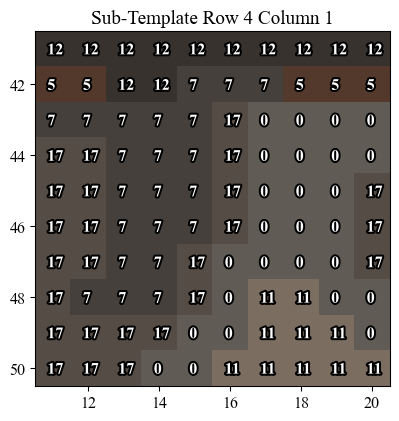 Sub-Template Row 4 Column 1
12 12 12 12 12 12 12 12 12 12
42 5 5 12 12 7 7 7 5 5 5
7 7 7 7 7 17 0 0 0 0
44 17 17 7 7 7 17 0 0 0 0
17 17 7 7 7 17 0 0 0 17
46 17 17 7 7 7 17 0 0 0 17
17 17 7 7 17 0 0 0 0 17
48 17 7 7 7 17 0 11 11 0 0
17 17 17 17 0 0 11 11 11 0
50 17 17 17 0 0 11 11 11 11 11
12 14 16 18 20